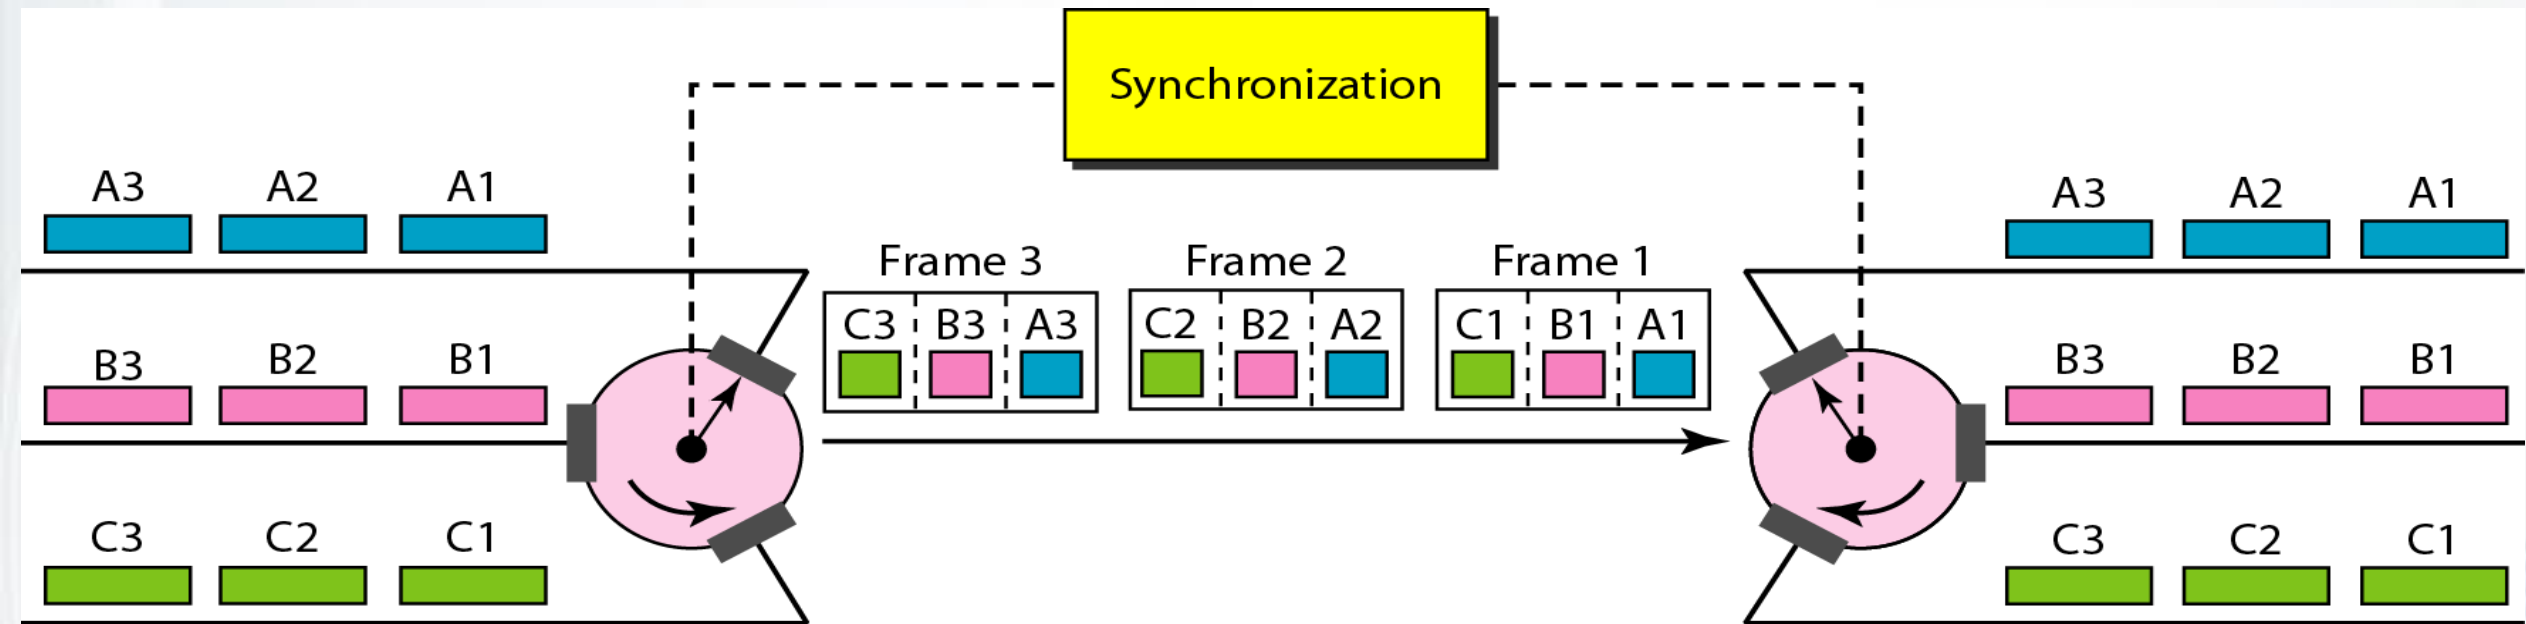 Synchronization
A3 A2 A1
A3 A2 A1
Frame 3 Frame 2 Frame 1
C3 B3 A3
C2 B2 A2
C1 B1 A1
B3 B2 B1
B3 B2 B1
C3 C2 C1
C3 C2 C1